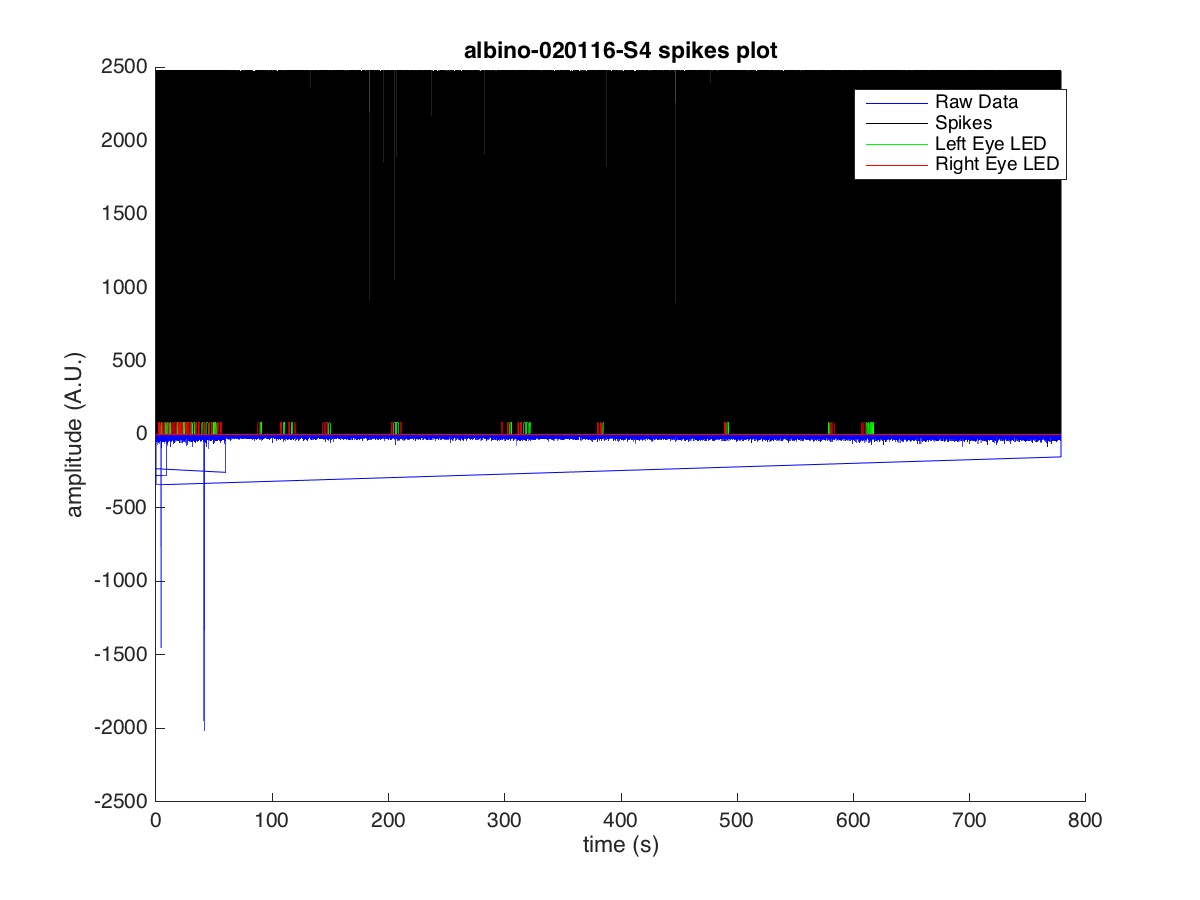 albino-020116-S4 spikes plot
2500
2000
1500
1000
500
0
-500
-1000
-1500
-2000
-2500
amplitude (A.U.)
Raw Data
Spikes
Left Eye LED
Right Eye LED
0 100 200 300 400 500 600 700 800
time (s)